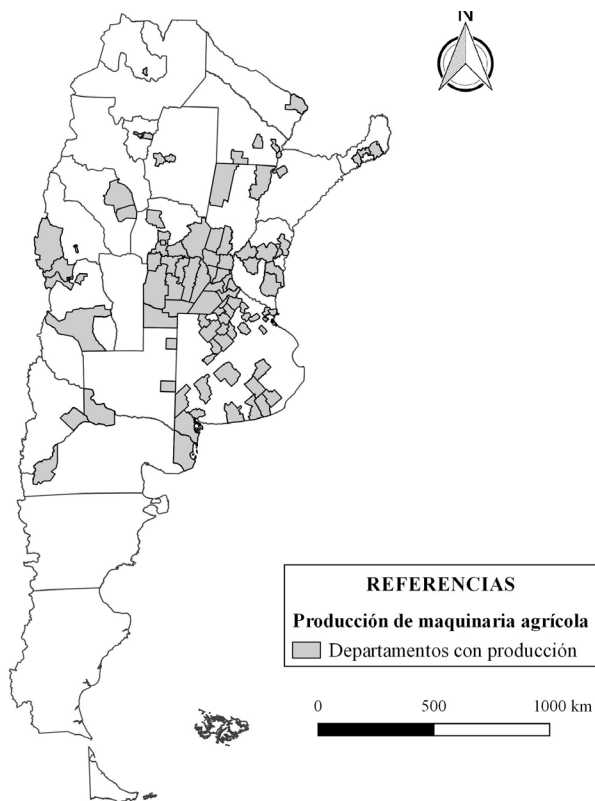 N
REFERENCIAS
Producción de maquinaria agrícola
Departamentos con producción
0 500 1000 km